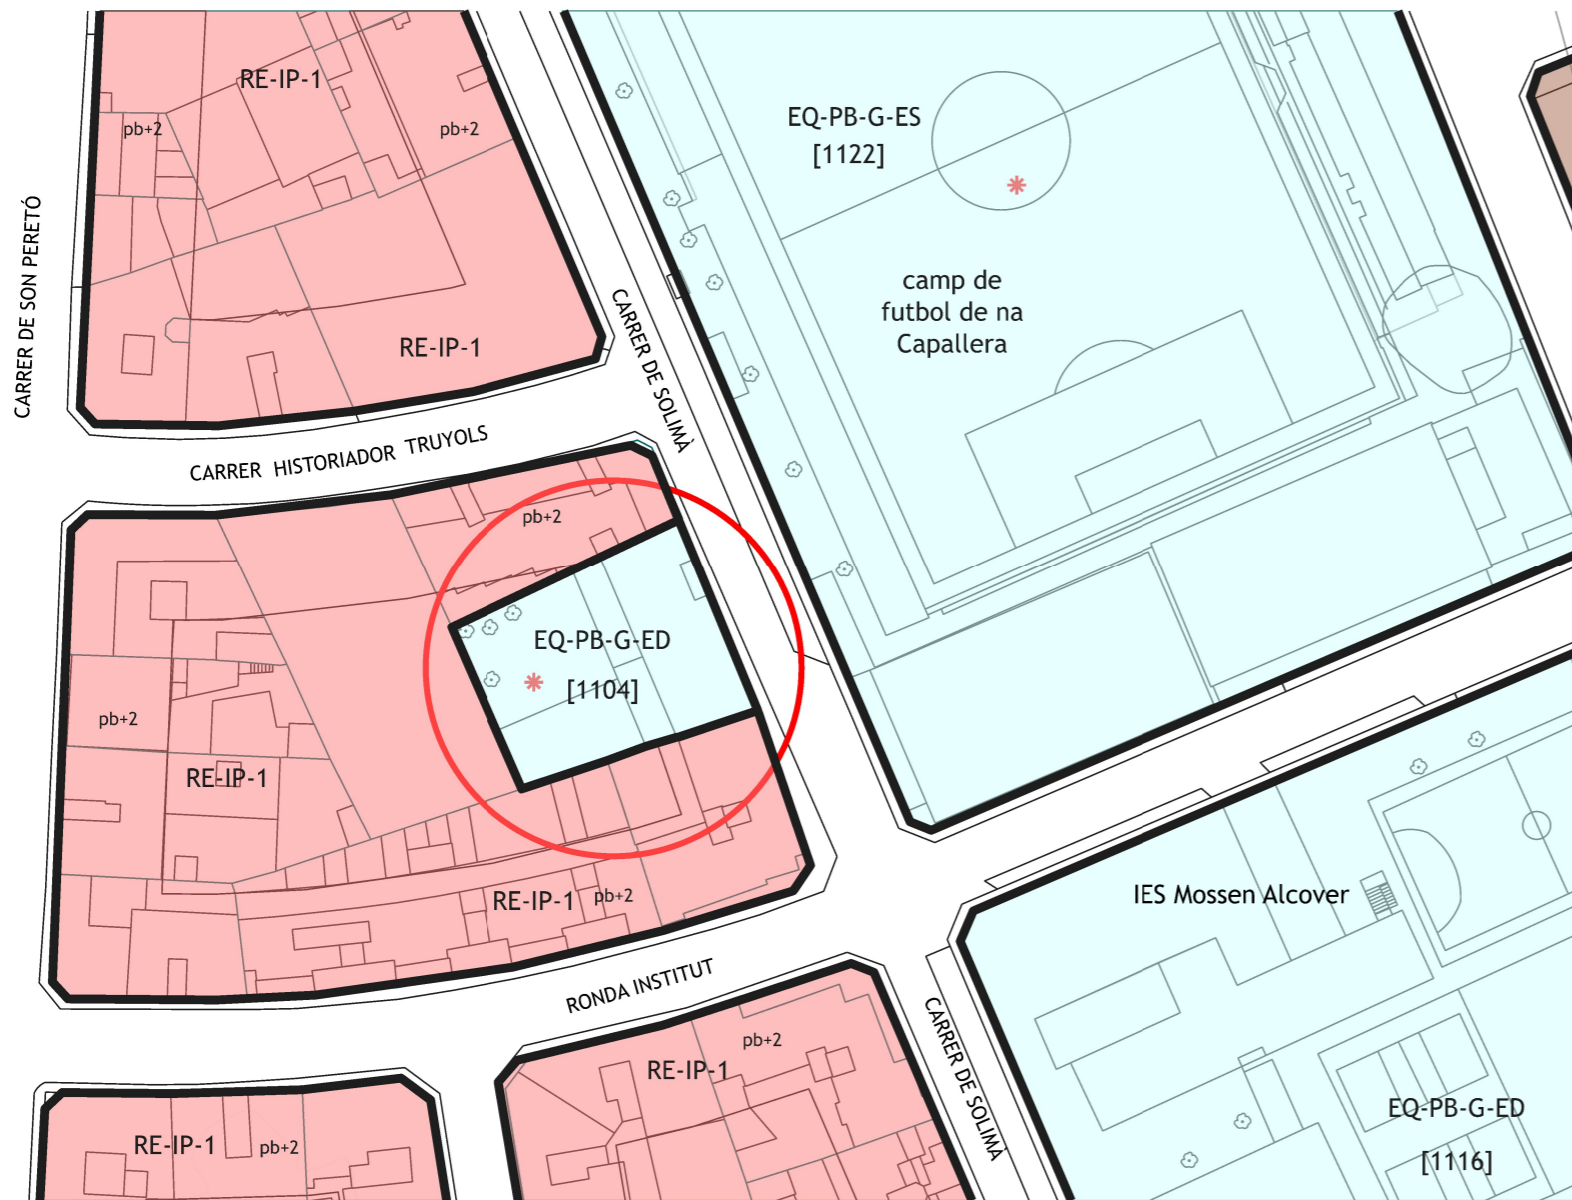 RE-IP-1
pb+2
pb+2
EQ-PB-G-ES
[1122]
CARRER DE SON PERETÓ
camp de
futbol de na
Capallera
RE-IP-1
CARRER DE SOLIMÀ
CARRER HISTORIADOR TRUYOLS
pb+2
EQ-PB-G-ED
[1104]
pb+2
RE-IP-1
RE-IP-1
pb+2
IES Mossen Alcover
RONDA INSTITUT
CARRER DE SOLIMÀ
pb+2
RE-IP-1
EQ-PB-G-ED
[1116]
RE-IP-1
pb+2